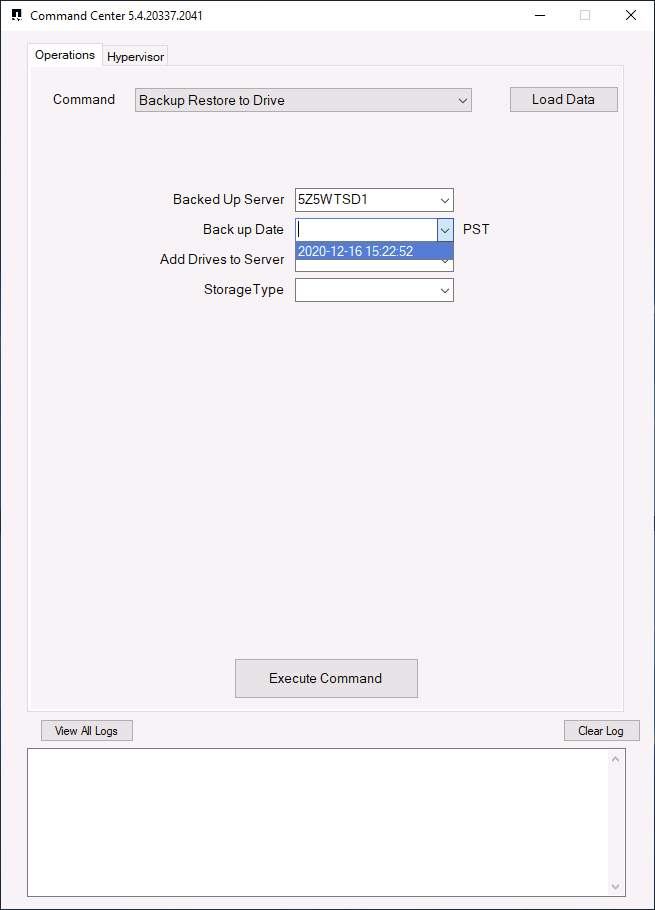 Command Center 5.4.20337.2041
Operations
Hypervisor
Command
Backup Restore to Drive
Load Data
Backed Up Server
5Z5WTSD1
Back up Date
PST
2020-12-16 15:22:52
Add Drives to Server
StorageType
Execute Command
View All Logs
Clear Log